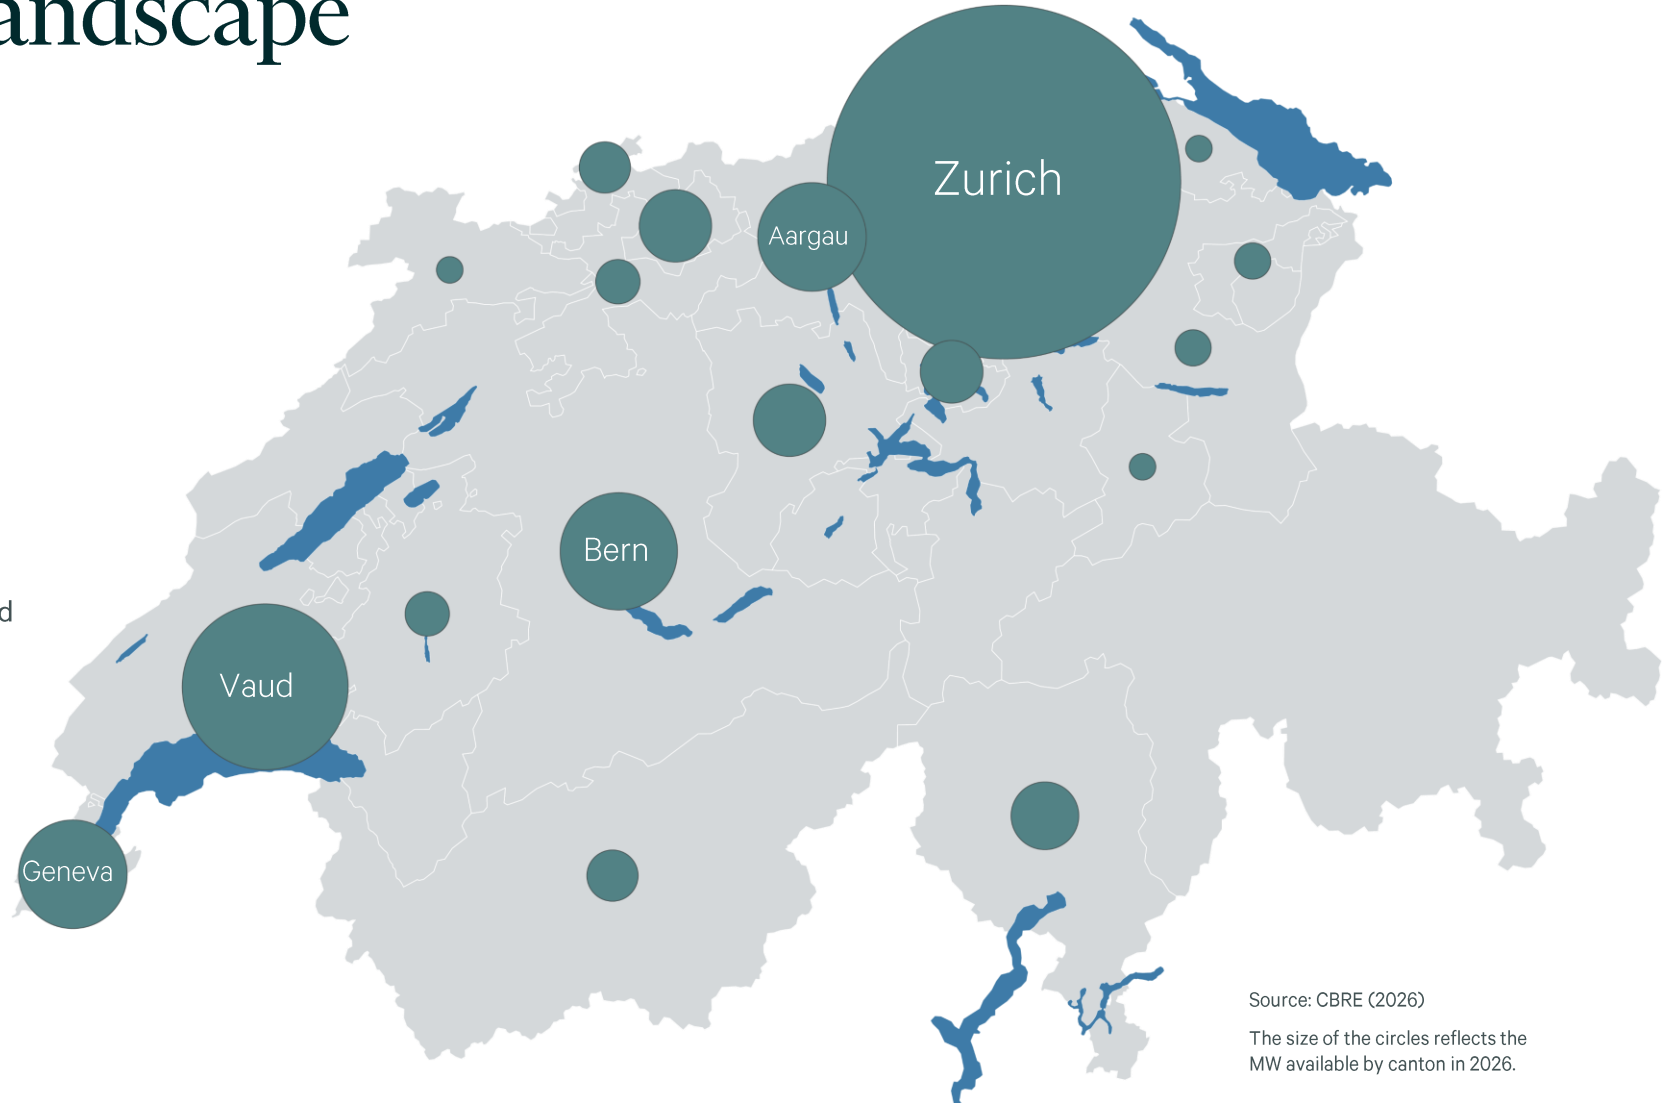 andscape
Zurich
Aargau
Bern
d
Vaud
Geneva
Source: CBRE (2026)
The size of the circles reflects the
MW available by canton in 2026.